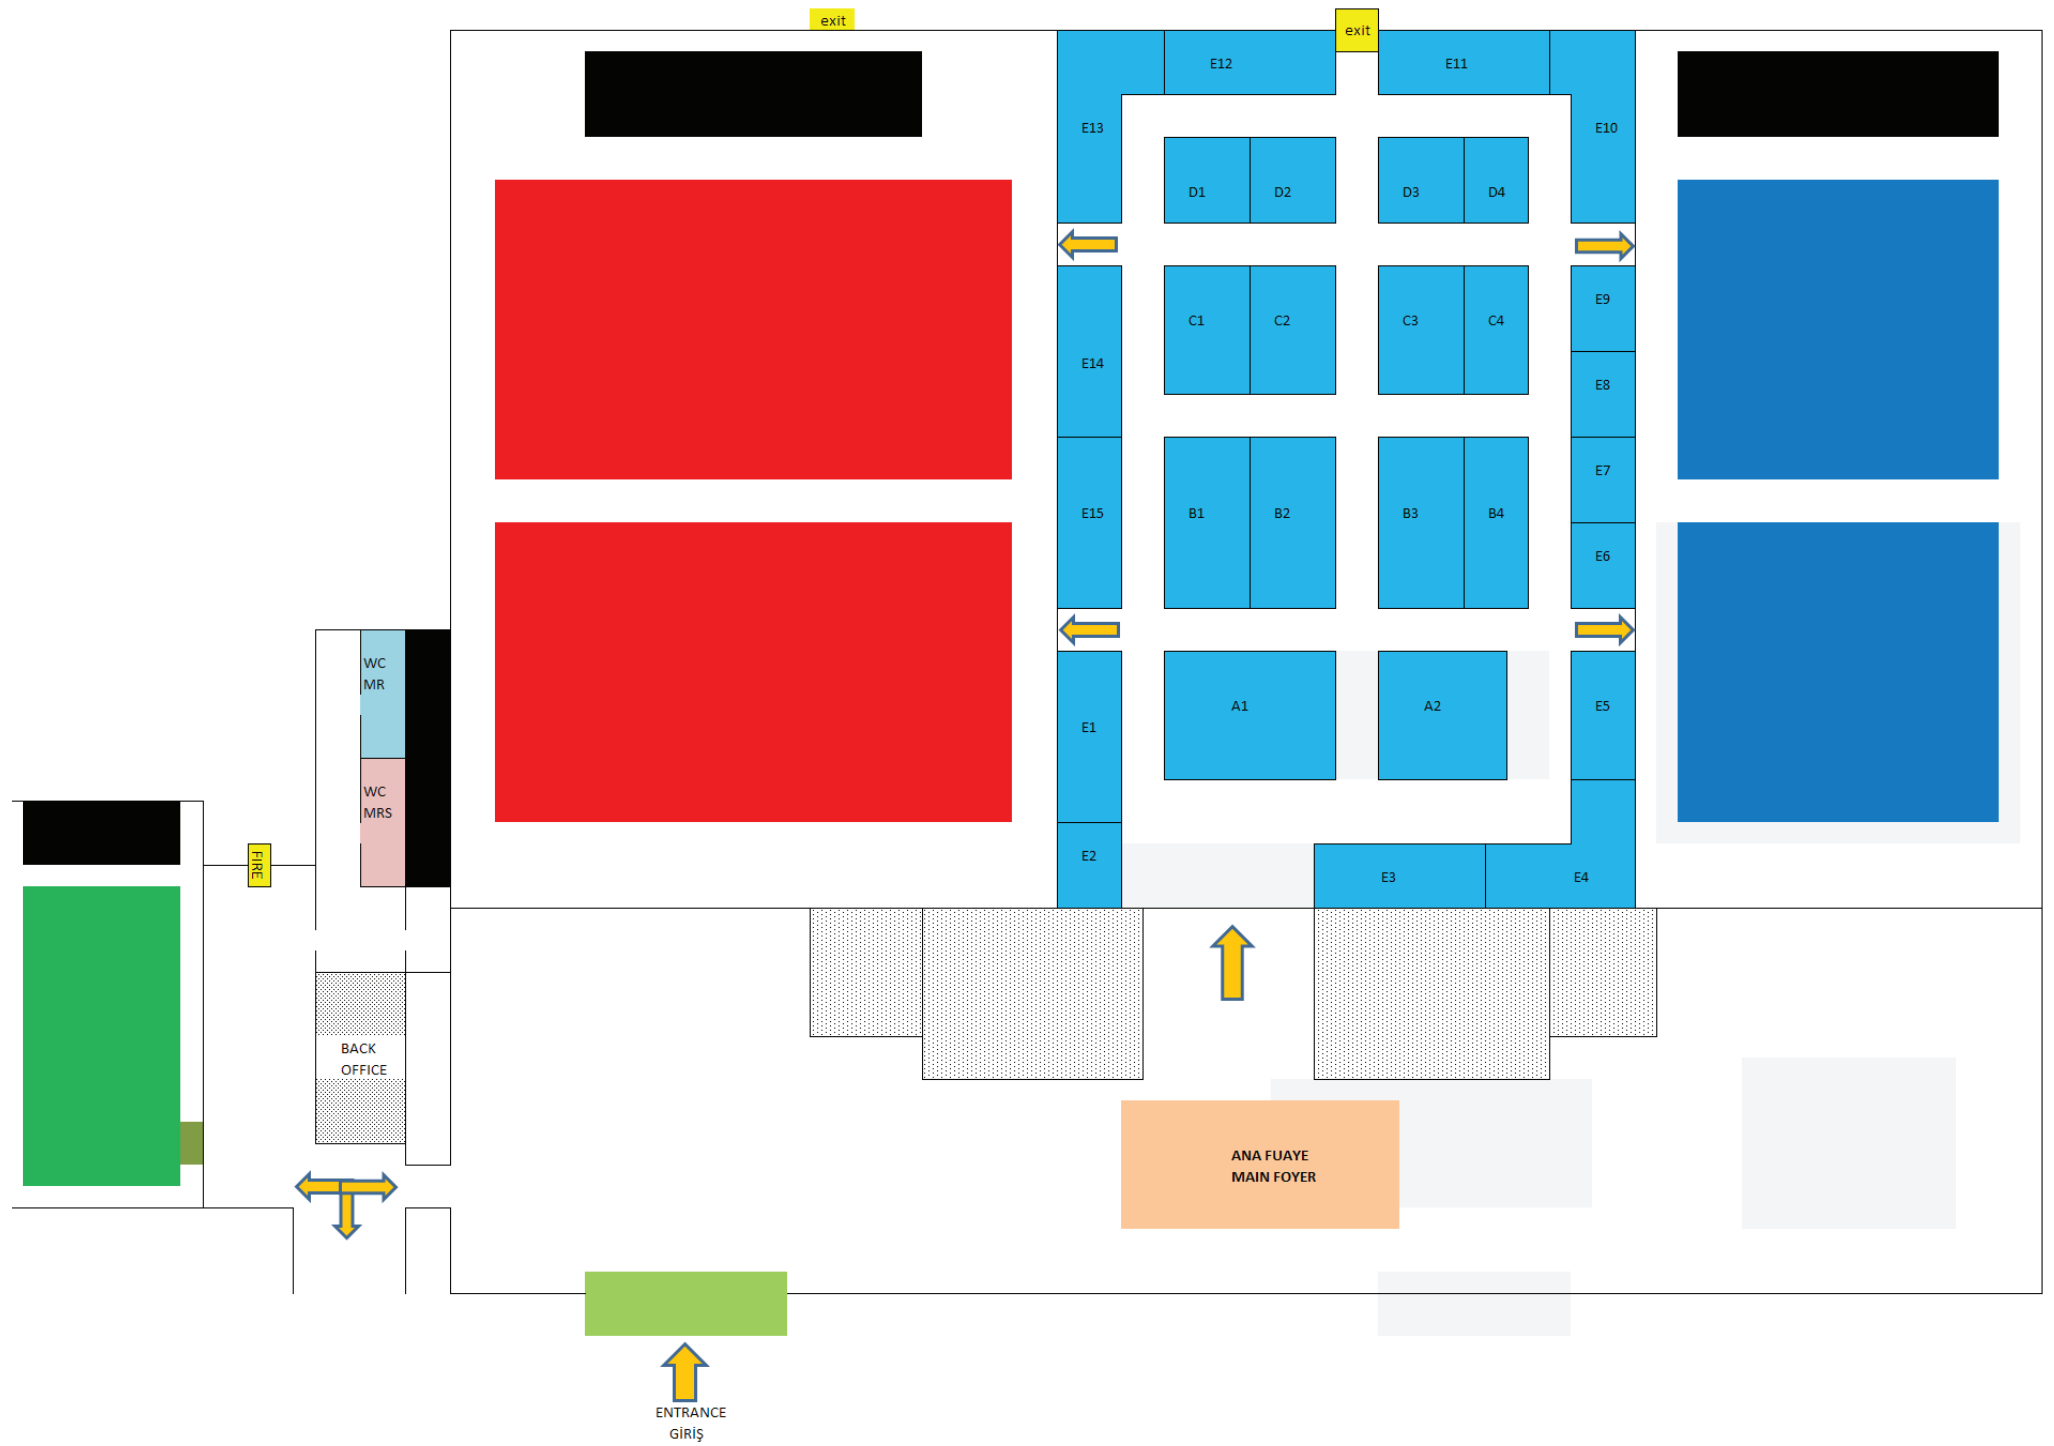 exit
exit
E12
E11
E13
E10
D1
D2
D3
D4
E9
C1
C2
C3
C4
E14
E8
E7
E15
B1
B2
B3
B4
E6
WC
MR
E1
A1
A2
E5
WC
MRS
E2
FIRE
E3
E4
BACK
OFFICE
ANA FUAYE
MAIN FOYER
ENTRANCE
GİRİŞ